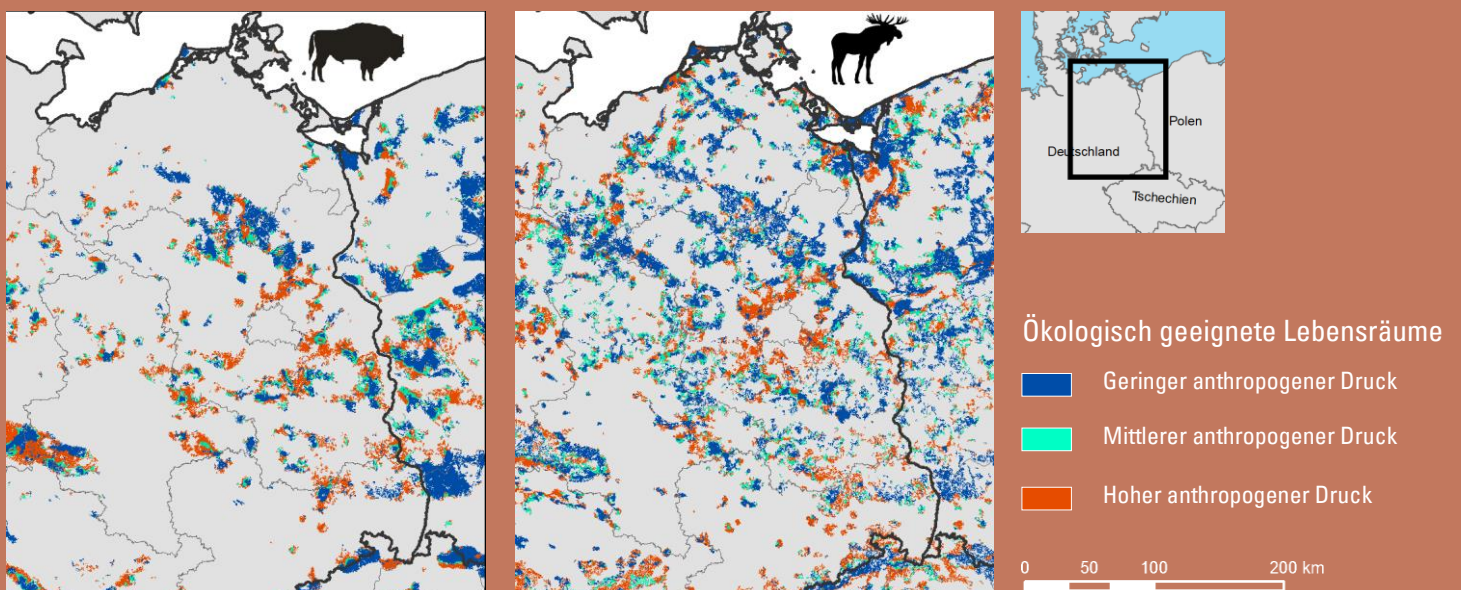 Polen
Deutschland
Tschechien
Ökologisch geeignete Lebensräume
Geringer anthropogener Druck
Mittlerer anthropogener Druck
Hoher anthropogener Druck
0 50 100 200 km